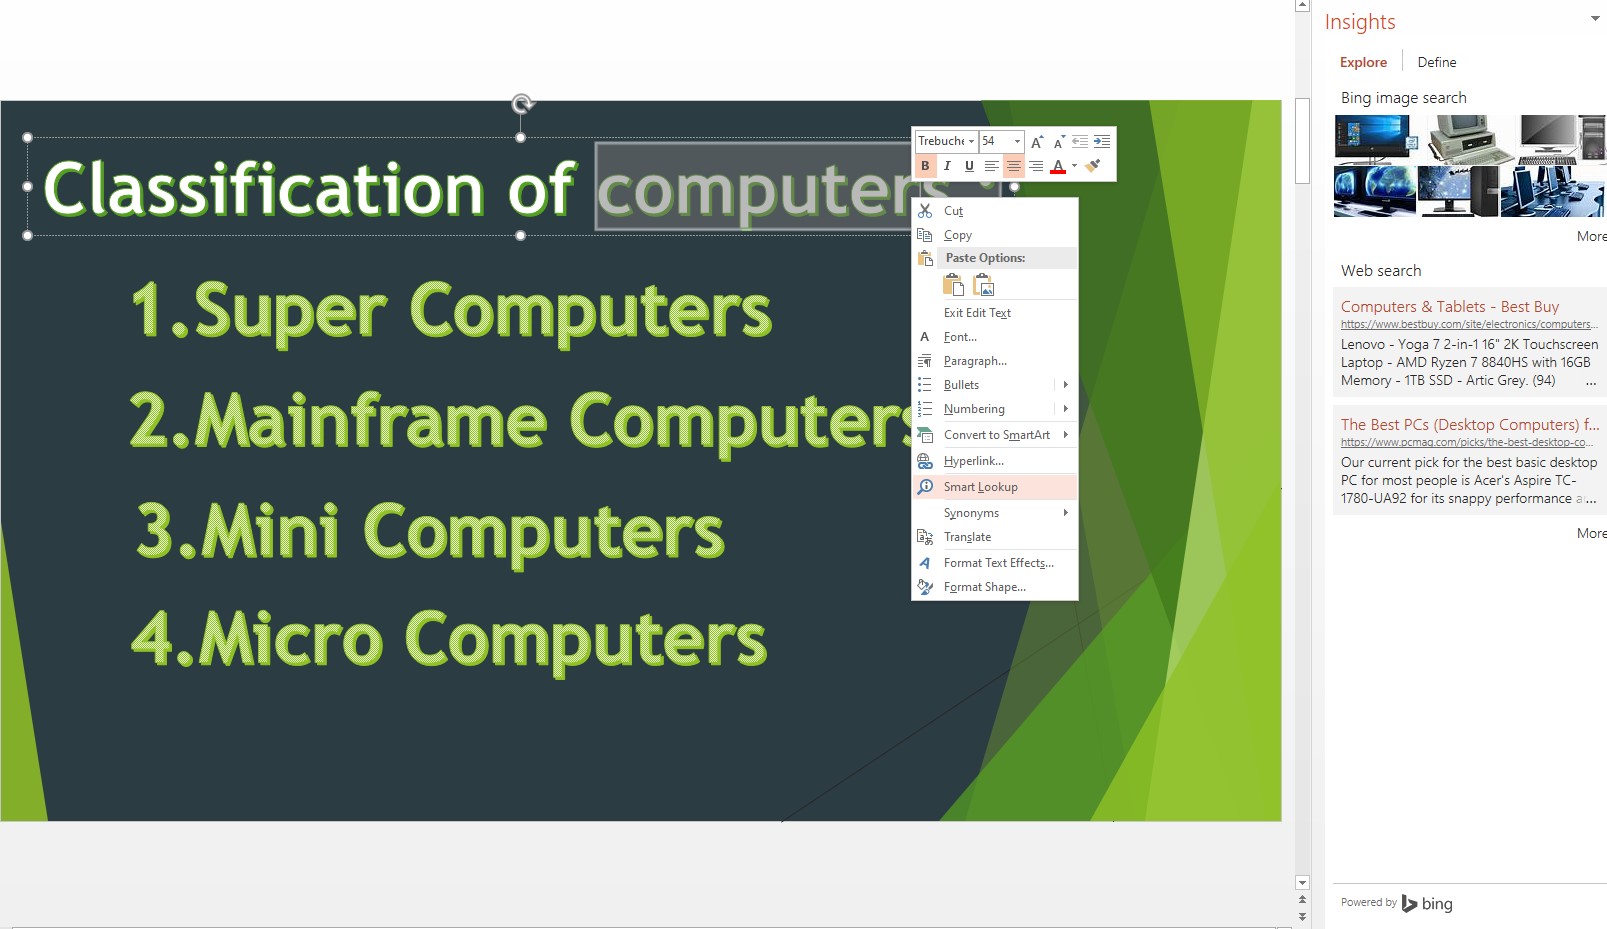 Classification of computers :
1.Super Computers
2.Mainframe Computers
3.Mini Computers
4.Micro Computers
Trebuche 54
B I U A
Cut
Copy
Paste Options:
Exit Edit Text
Font...
Paragraph...
Bullets
Numbering
Convert to SmartArt
Hyperlink...
Smart Lookup
Synonyms
Translate
Format Text Effects...
Format Shape...
Insights
Explore
Define
Bing image search
More
Web search
Computers & Tablets - Best Buy
https://www.bestbuy.com/site/electronics/computers...
Lenovo - Yoga 7 2-in-1 16" 2K Touchscreen
Laptop - AMD Ryzen 7 8840HS with 16GB
Memory - 1TB SSD - Artic Grey. (94) ...
The Best PCs (Desktop Computers) f...
https://www.pcmag.com/picks/the-best-desktop-co...
Our current pick for the best basic desktop
PC for most people is Acer's Aspire TC-
1780-UA92 for its snappy performance a...
More
Powered by bing